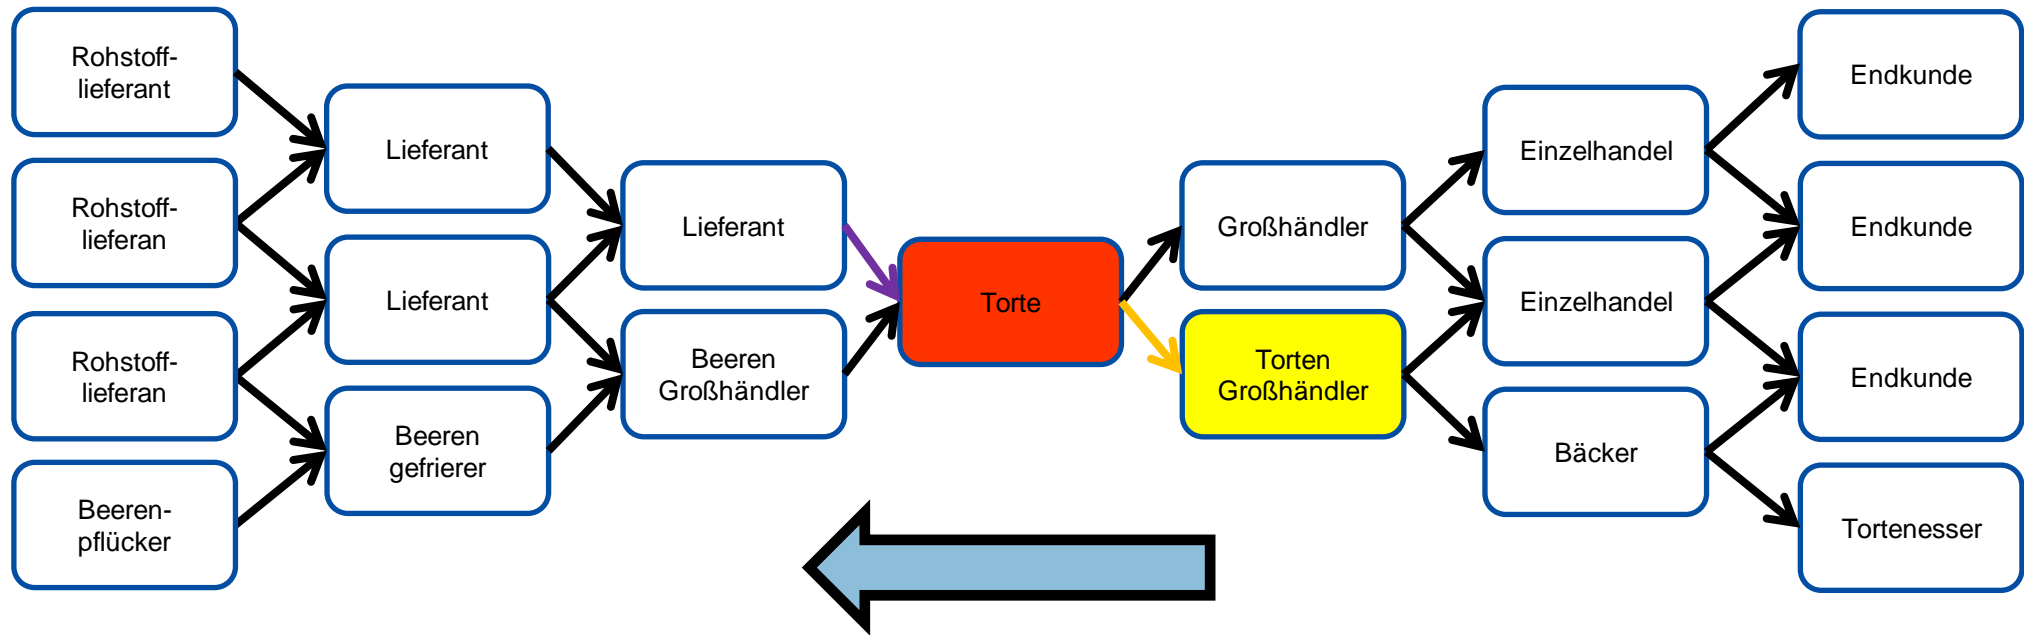 Rohstoff-
lieferant
Rohstoff-
lieferan
Rohstoff-
lieferan
Beeren-
pflücker
Lieferant
Lieferant
Beeren
gefrierer
Lieferant
Beeren
Großhändler
Torte
Großhändler
Torten
Großhändler
Einzelhandel
Einzelhandel
Bäcker
Endkunde
Endkunde
Endkunde
Tortenesser